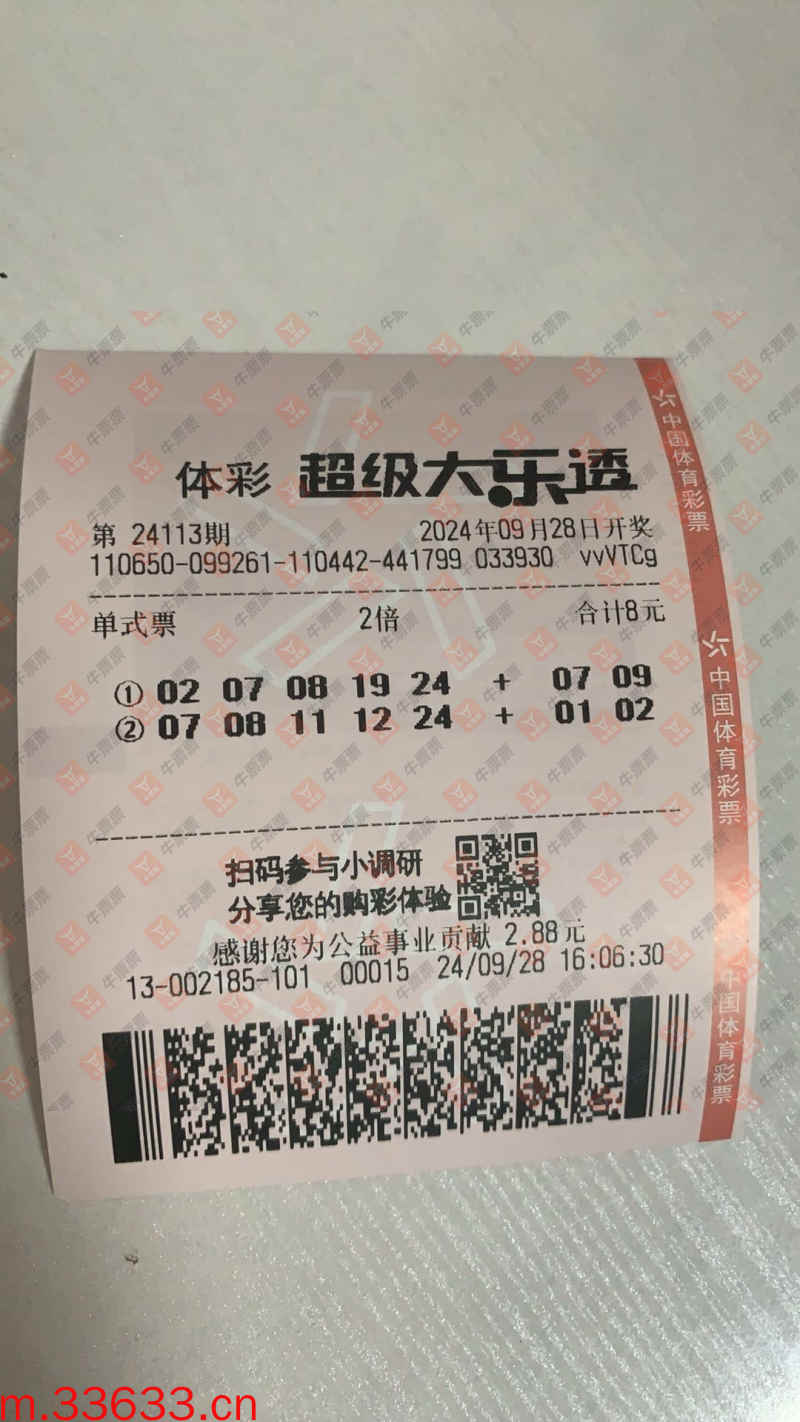 体彩 超级大乐透
第 24113期 2024年09月28日开奖
110650-099261-110442-441799 033930 vvVTCg
单式票 2倍 合计8元
① 02 07 08 19 24 + 07 09
② 07 08 11 12 24 + 01 02
扫码参与小调研
分享您的购彩体验
感谢您为公益事业贡献 2.88元
13-002185-101 00015 24/09/28 16:06:30
中国体育彩票
中国体育彩票
中国体育彩票
牛票票
m.33633.cn